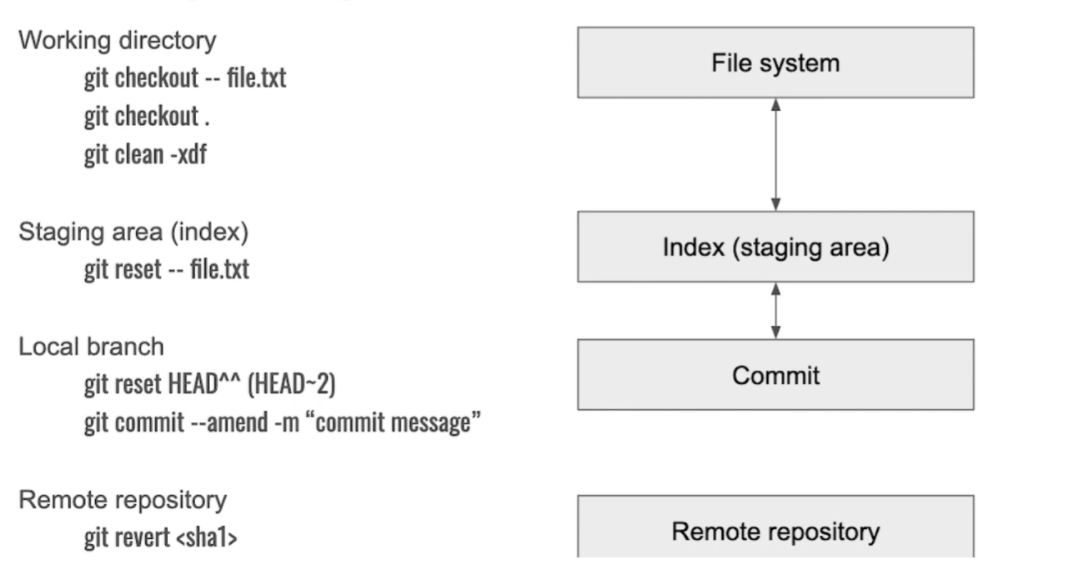 Working directory
git checkout -- file.txt
git checkout .
git clean -xdf
Staging area (index)
git reset -- file.txt
Local branch
git reset HEAD^^ (HEAD~2)
git commit --amend -m “commit message”
Remote repository
git revert <sha1>
File system
Index (staging area)
Commit
Remote repository